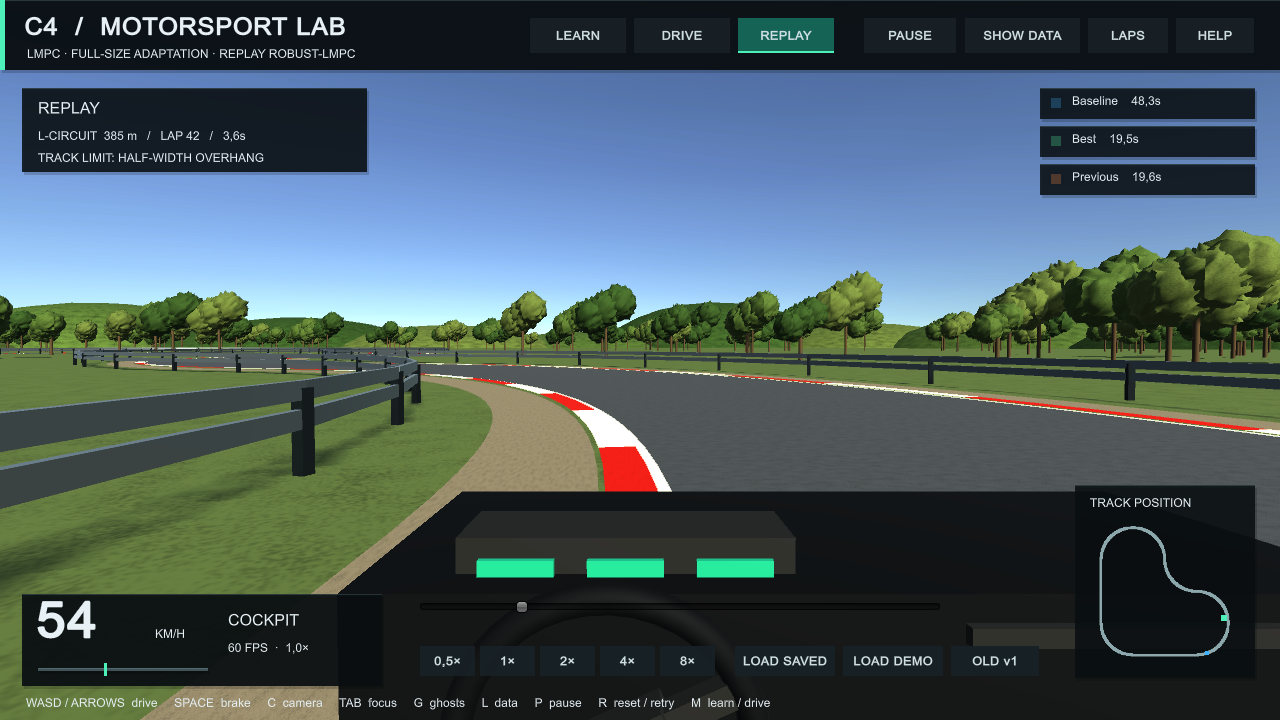 C4 / MOTORSPORT LAB
LMPC · FULL-SIZE ADAPTATION · REPLAY ROBUST-LMPC
LEARN
DRIVE
REPLAY
PAUSE
SHOW DATA
LAPS
HELP
REPLAY
L-CIRCUIT 385 m / LAP 42 / 3,6s
TRACK LIMIT: HALF-WIDTH OVERHANG
Baseline 48,3s
Best 19,5s
Previous 19,6s
TRACK POSITION
54 KM/H
COCKPIT
60 FPS · 1,0×
0,5×
1×
2×
4×
8×
LOAD SAVED
LOAD DEMO
OLD v1
WASD / ARROWS drive SPACE brake C camera TAB focus G ghosts L data P pause R reset / retry M learn / drive